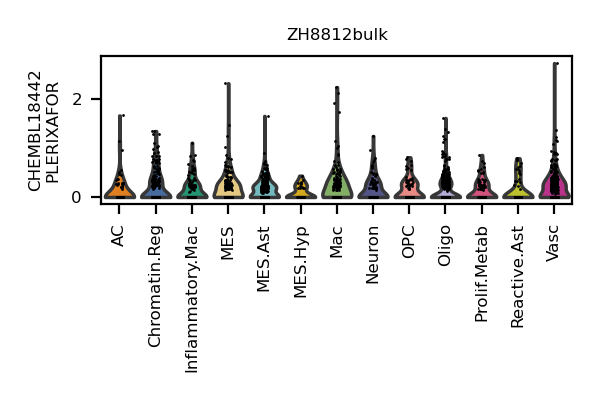 ZH8812bulk
CHEMBL18442
PLERIXAFOR
2
0
AC
Chromatin.Reg
Inflammatory.Mac
MES
MES.Ast
MES.Hyp
Mac
Neuron
OPC
Oligo
Prolif.Metab
Reactive.Ast
Vasc